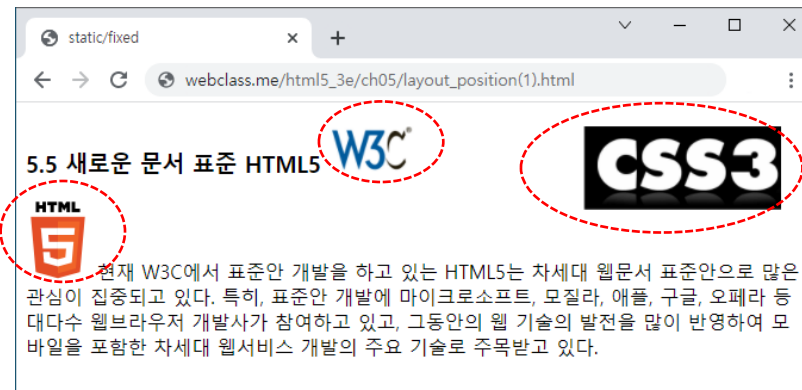 static/fixed
webclass.me/html5_3e/ch05/layout_position(1).html
5.5 새로운 문서 표준 HTML5 W3C®
CSS3
HTML
5
현재 W3C에서 표준안 개발을 하고 있는 HTML5는 차세대 웹문서 표준안으로 많은
관심이 집중되고 있다. 특히, 표준안 개발에 마이크로소프트, 모질라, 애플, 구글, 오페라 등
대다수 웹브라우저 개발사가 참여하고 있고, 그동안의 웹 기술의 발전을 많이 반영하여 모
바일을 포함한 차세대 웹서비스 개발의 주요 기술로 주목받고 있다.